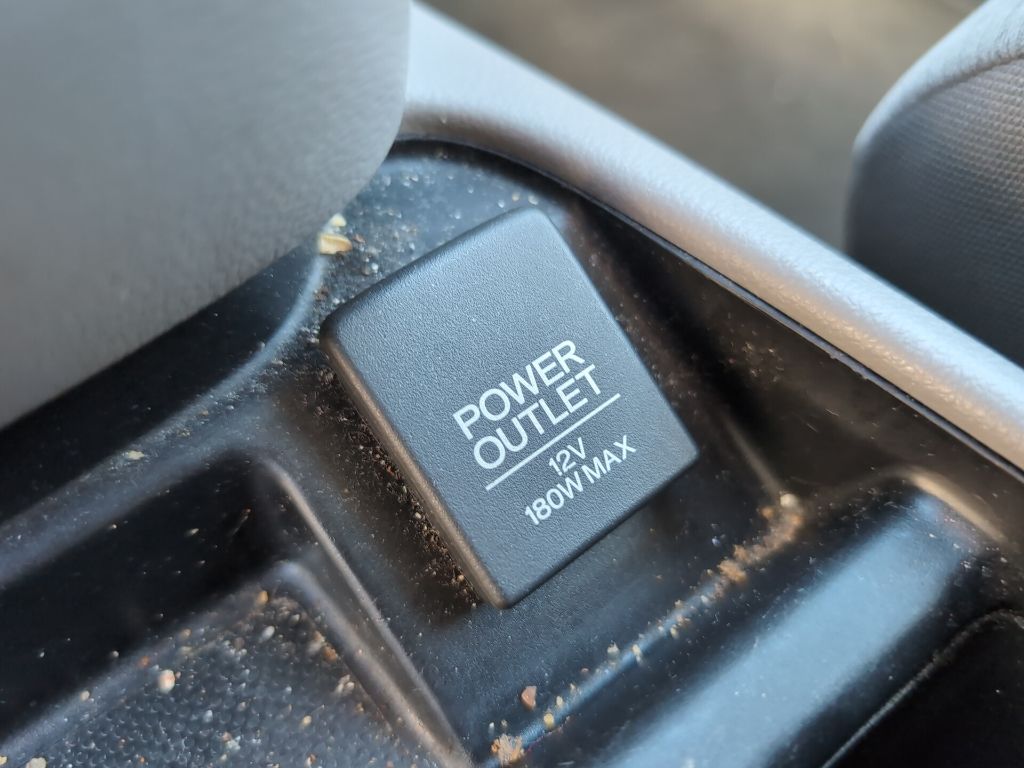 POWER
OUTLET
12V
180W MAX